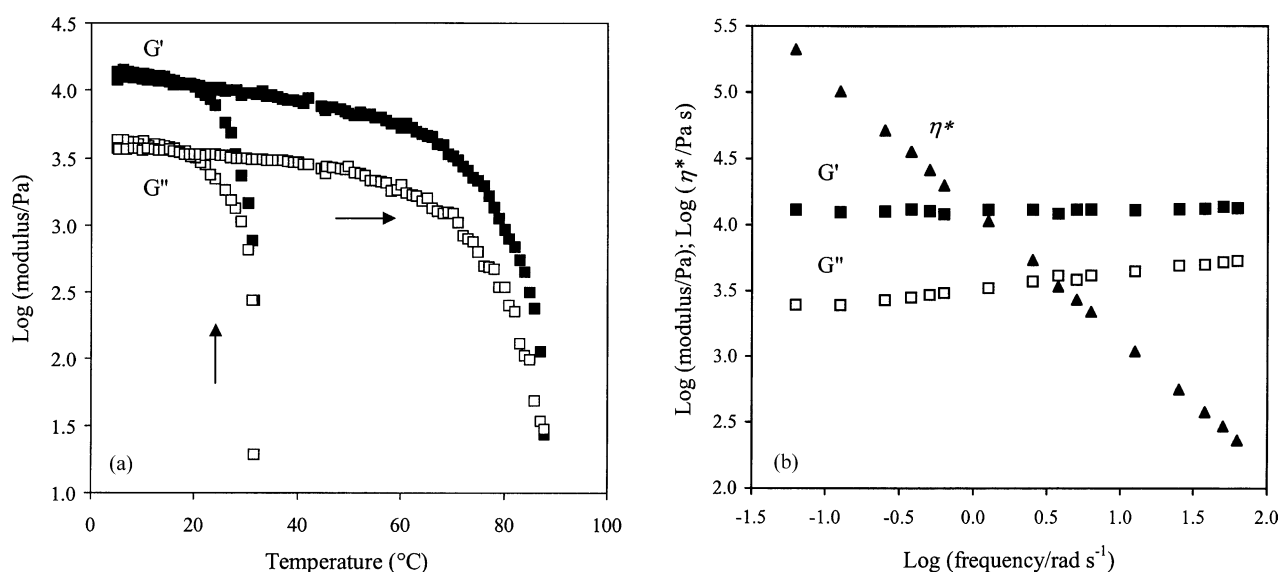 4.5
4.0
3.5
3.0
2.5
2.0
1.5
1.0
Log (modulus/Pa)
G'
G"
(a)
0 20 40 60 80 100
Temperature (°C)
5.5
5.0
4.5
4.0
3.5
3.0
2.5
2.0
Log (modulus/Pa); Log (η*/Pa s)
η*
G'
G"
(b)
-1.5 -1.0 -0.5 0.0 0.5 1.0 1.5 2.0
Log (frequency/rad s⁻¹)